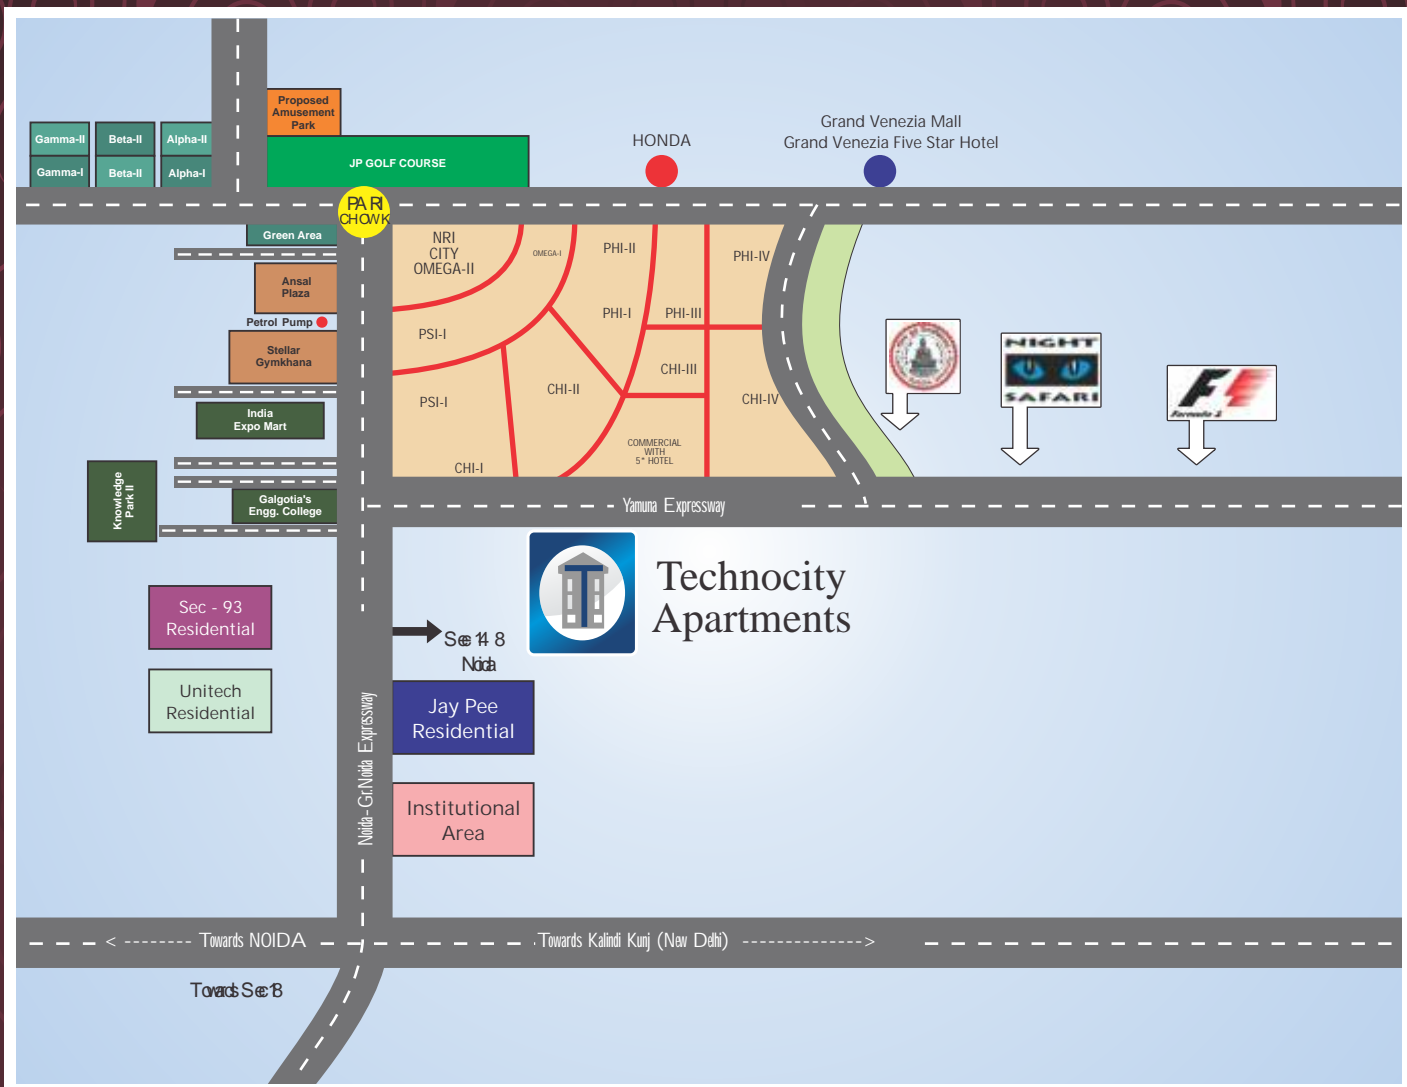 Proposed
Amusement
Park
Gamma-II
Beta-II
Alpha-II
Gamma-I
Beta-II
Alpha-I
JP GOLF COURSE
HONDA
Grand Venezia Mall
Grand Venezia Five Star Hotel
PARI
CHOWK
Green Area
Ansal
Plaza
Petrol Pump
Stellar
Gymkhana
India
Expo Mart
Knowledge
Park II
Galgotia's
Engg. College
NRI
CITY
OMEGA-II
OMEGA-I
PHI-II
PHI-IV
PSI-I
PHI-I
PHI-III
CHI-III
PSI-I
CHI-II
CHI-IV
COMMERCIAL
WITH
5* HOTEL
CHI-I
NIGHT
SAFARI
F1
Formula 1
Yamuna Expressway
Technocity
Apartments
Sec - 93
Residential
Sec 148
Noida
Unitech
Residential
Jay Pee
Residential
Noida-Gr.Noida Expressway
Institutional
Area
< -------- Towards NOIDA
Towards Kalindi Kunj (New Delhi) ------------->
Towards Sec 18